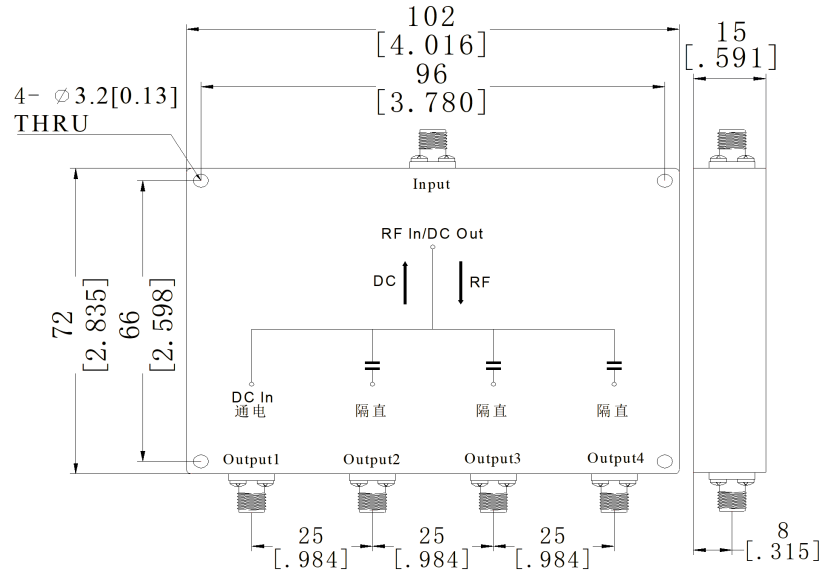 102
[4.016]
15
[.591]
96
[3.780]
4- ∅3.2[0.13]
THRU
Input
RF In/DC Out
DC
RF
72
[2.835]
66
[2.598]
DC In
通电
隔直
隔直
隔直
Output1
Output2
Output3
Output4
25
[.984]
25
[.984]
25
[.984]
8
[.315]